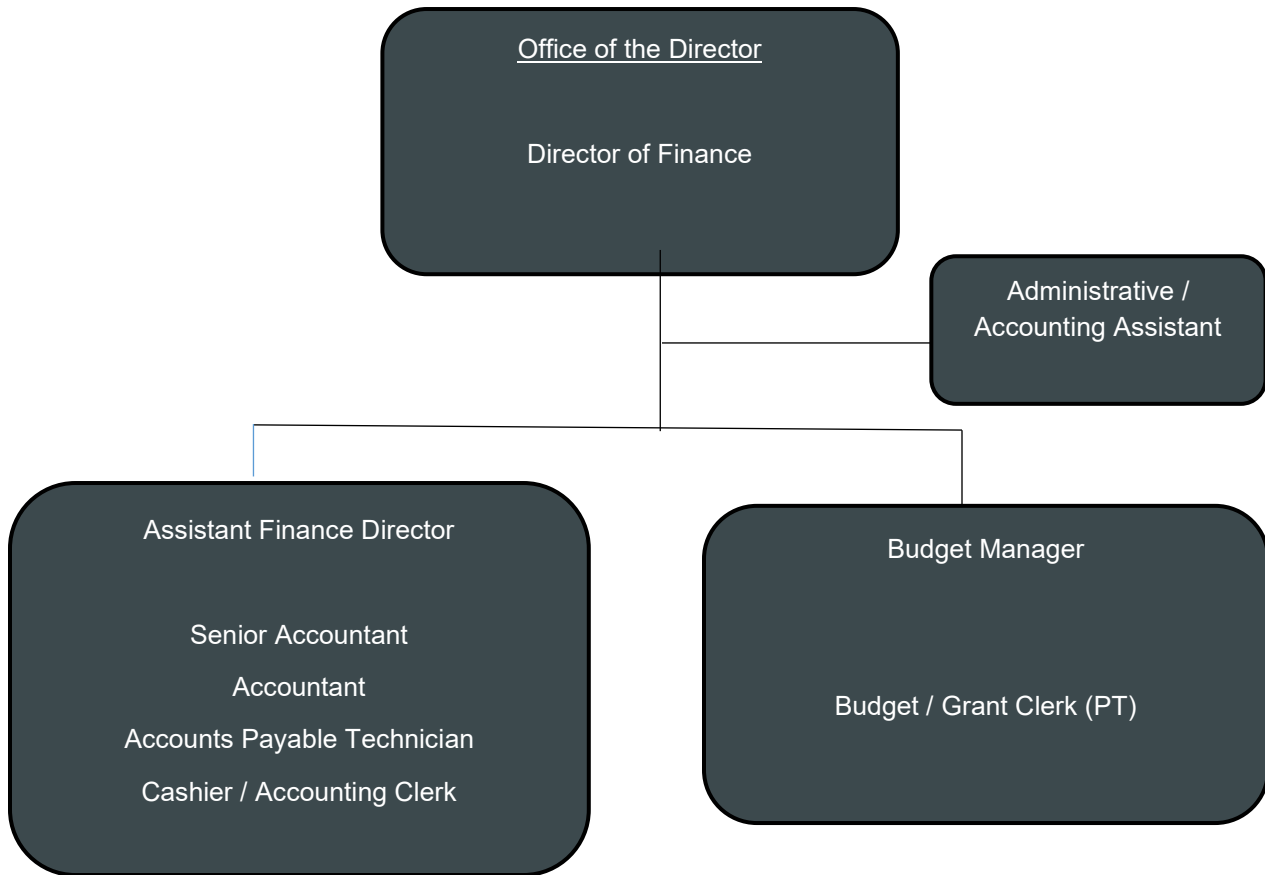 Office of the Director
Director of Finance
Administrative /
Accounting Assistant
Assistant Finance Director
Senior Accountant
Accountant
Accounts Payable Technician
Cashier / Accounting Clerk
Budget Manager
Budget / Grant Clerk (PT)